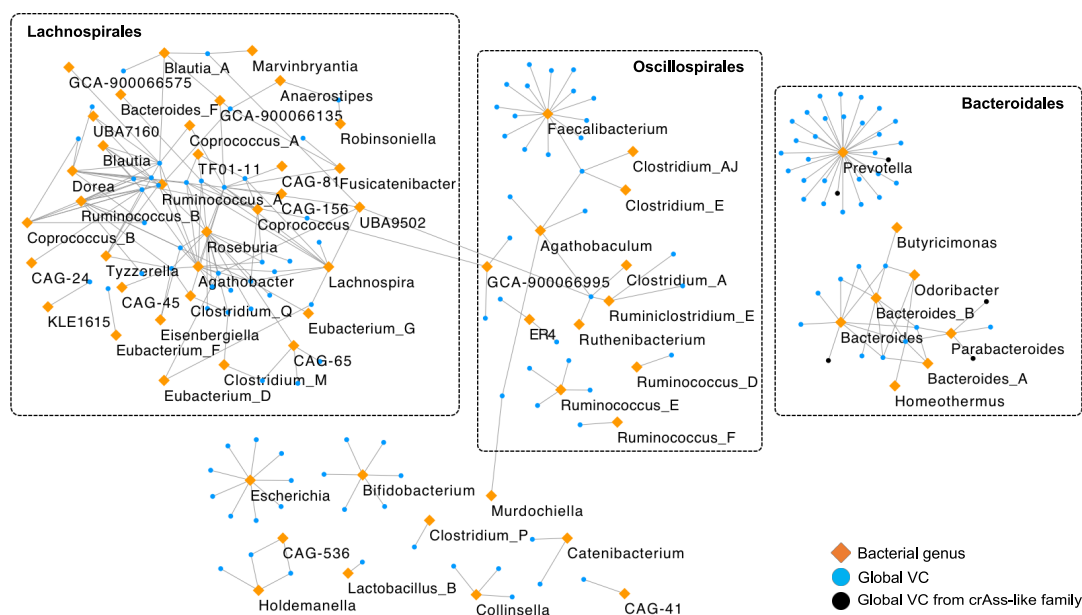 Lachnospirales
Blautia_A
Marvinbryantia
GCA-900066575
Anaerostipes
Bacteroides_F
GCA-900066135
UBA7160
Coprococcus_A
Robinsoniella
Blautia
TF01-11
CAG-81
Fusicatenibacter
Dorea
Ruminococcus_A
CAG-156
Ruminococcus_B
Coprococcus
UBA9502
Coprococcus_B
Roseburia
CAG-24
Tyzzerella
Agathobacter
Lachnospira
CAG-45
Clostridium_Q
KLE1615
Eisenbergiella
Eubacterium_G
Eubacterium_F
CAG-65
Clostridium_M
Eubacterium_D
Oscillospirales
Faecalibacterium
Clostridium_AJ
Clostridium_E
Agathobaculum
GCA-900066995
Clostridium_A
Ruminiclostridium_E
ER4
Ruthenibacterium
Ruminococcus_D
Ruminococcus_E
Ruminococcus_F
Bacteroidales
Prevotella
Butyricimonas
Odoribacter
Bacteroides_B
Bacteroides
Parabacteroides
Bacteroides_A
Homeothermus
Escherichia
Bifidobacterium
Murdochiella
Clostridium_P
CAG-536
Catenibacterium
Holdemanella
Lactobacillus_B
Collinsella
CAG-41
Bacterial genus
Global VC
Global VC from crAss-like family